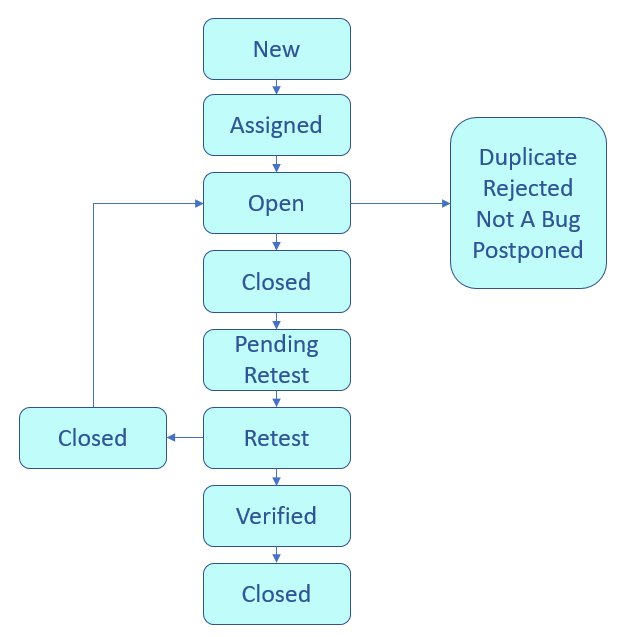 New
Assigned
Open
Duplicate
Rejected
Not A Bug
Postponed
Closed
Pending
Retest
Closed
Retest
Verified
Closed